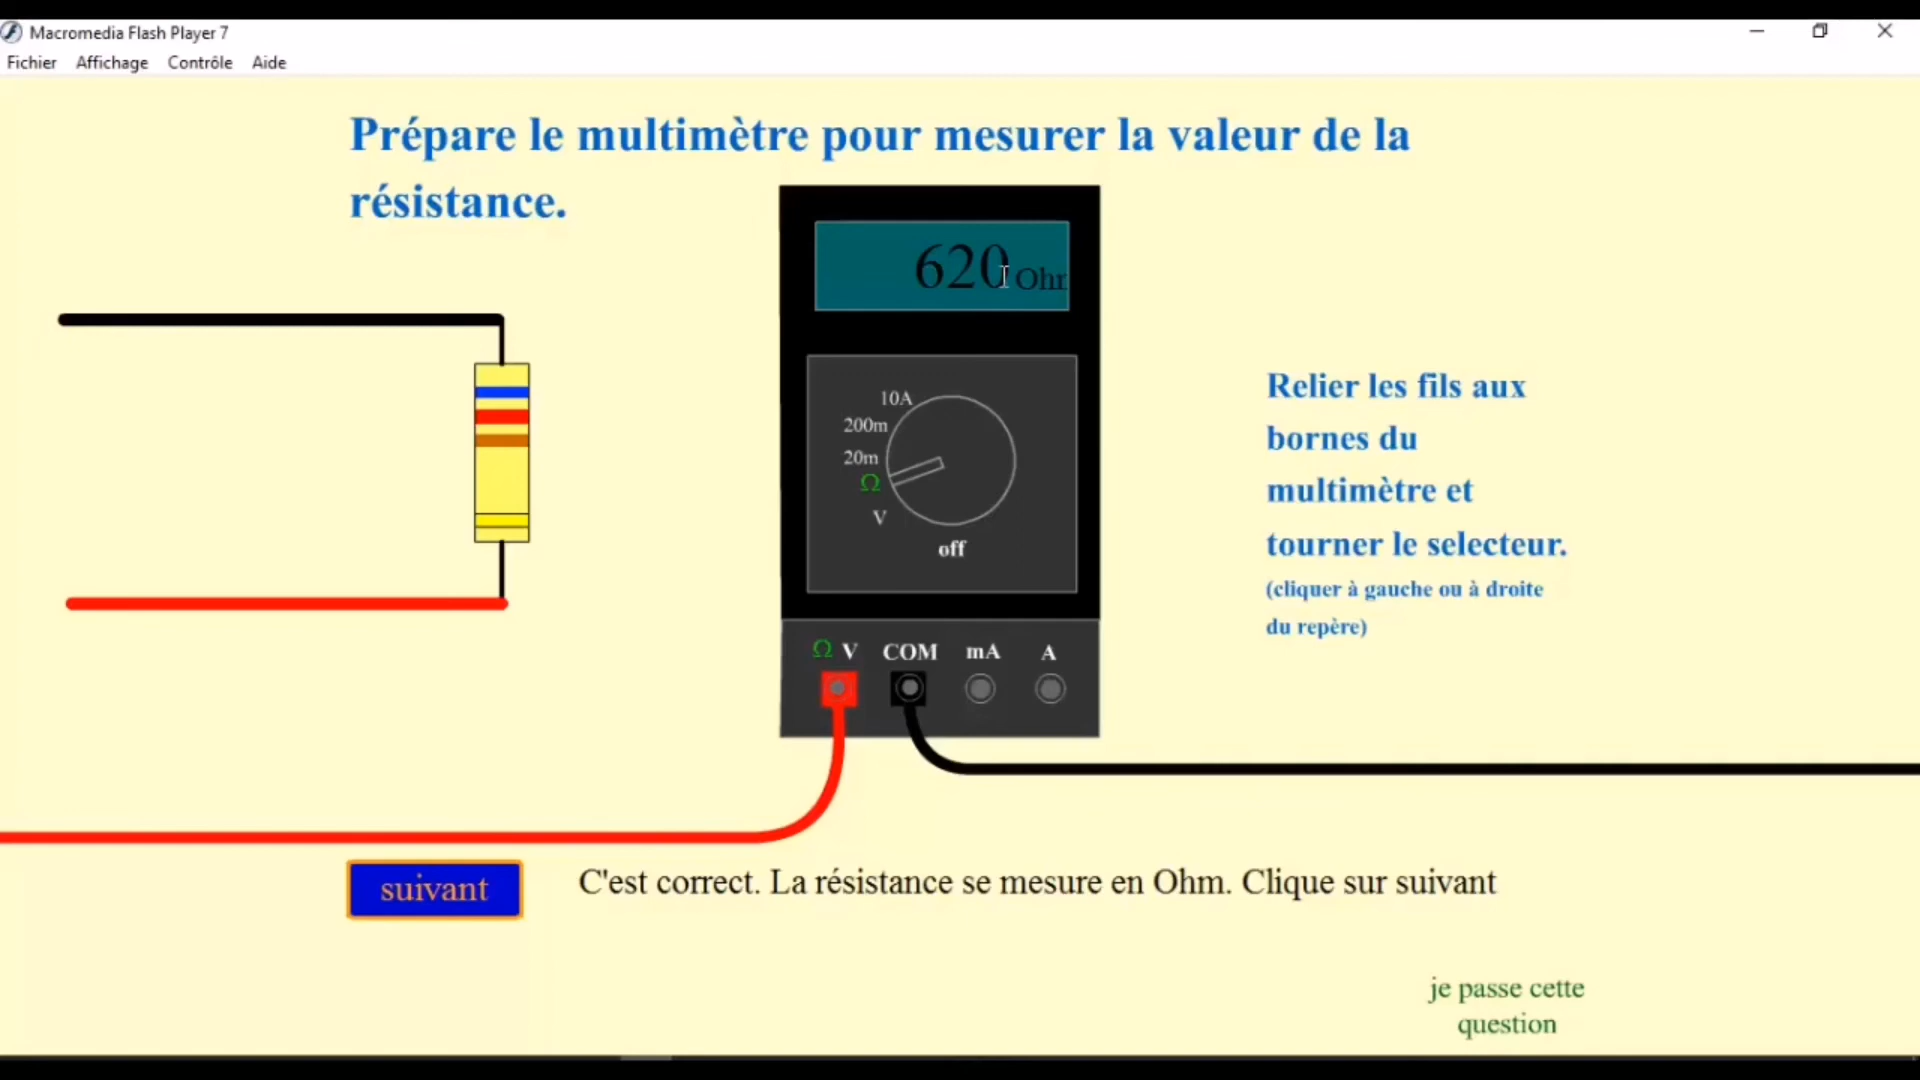 Macromedia Flash Player 7
Fichier Affichage Contrôle Aide
Prépare le multimètre pour mesurer la valeur de la
résistance.
620 Ohm
10A
200m
20m
Ω
V
off
Ω V COM mA A
Relier les fils aux
bornes du
multimètre et
tourner le selecteur.
(cliquer à gauche ou à droite
du repère)
suivant
C'est correct. La résistance se mesure en Ohm. Clique sur suivant
je passe cette
question